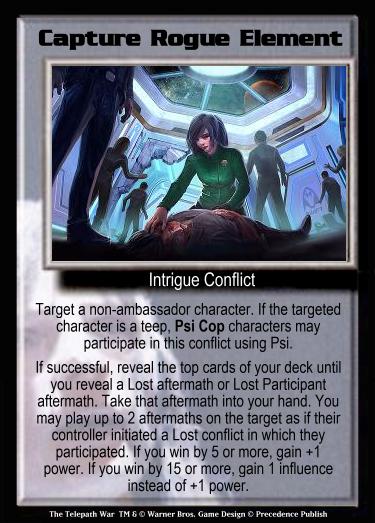 Capture Rogue Element
Intrigue Conflict
Target a non-ambassador character. If the targeted
character is a teep, Psi Cop characters may
participate in this conflict using Psi.
If successful, reveal the top cards of your deck until
you reveal a Lost aftermath or Lost Participant
aftermath. Take that aftermath into your hand. You
may play up to 2 aftermaths on the target as if their
controller initiated a Lost conflict in which they
participated. If you win by 5 or more, gain +1
power. If you win by 15 or more, gain 1 influence
instead of +1 power.
The Telepath War TM & © Warner Bros. Game Design © Precedence Publish